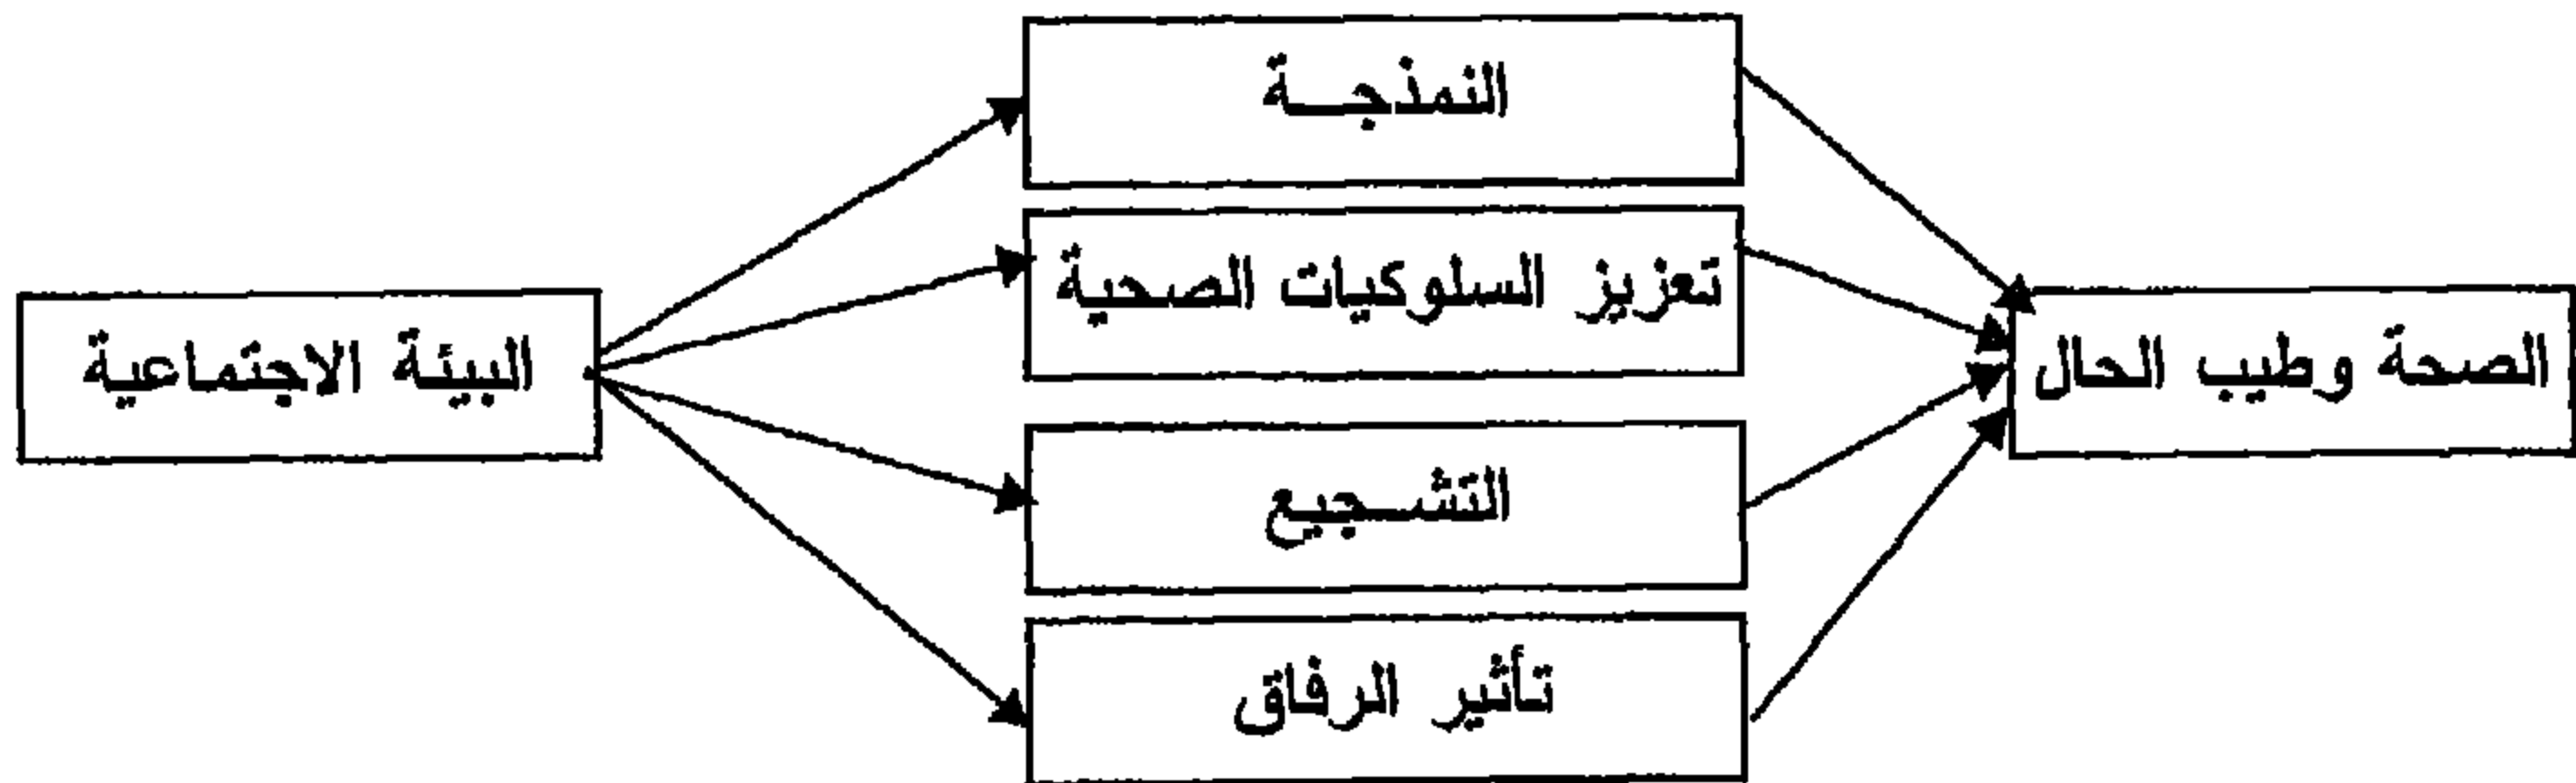 النمذجة
تعزيز السلوكيات الصحية
البيئة الاجتماعية
الصحة وطيب الحال
التشجيع
تأثير الرفاق